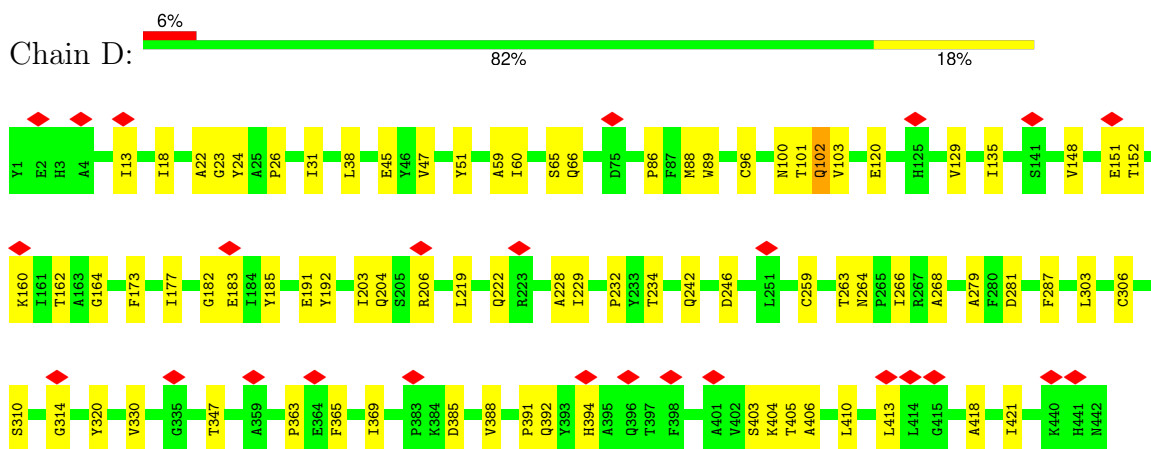 6%
Chain D:
82% 18%
Y1 E2 H3 A4 I13 I18 A22 G23 Y24 A25 P26 I31 L38 E45 Y46 V47 Y51 A59 I60 S65 Q66 D75 P86 F87 M88 W89 C96 N100 T101 Q102 V103 E120 H125 V129 I135 S141 V148 E151 T152
K160 I161 T162 A163 G164 F173 I177 G182 E183 I184 Y185 E191 Y192 I203 Q204 S205 R206 L219 Q222 R223 A228 I229 P232 Y233 T234 Q242 D246 L251 C259 T263 N264 P265 I266 R267 A268 A279 F280 D281 F287 L303 C306
S310 G314 Y320 V330 G335 T347 A359 P363 E364 F365 I369 P383 K384 D385 V388 P391 Q392 Y393 H394 A395 Q396 T397 F398 A401 V402 S403 K404 T405 A406 L410 L413 L414 G415 A418 I421 K440 H441 N442